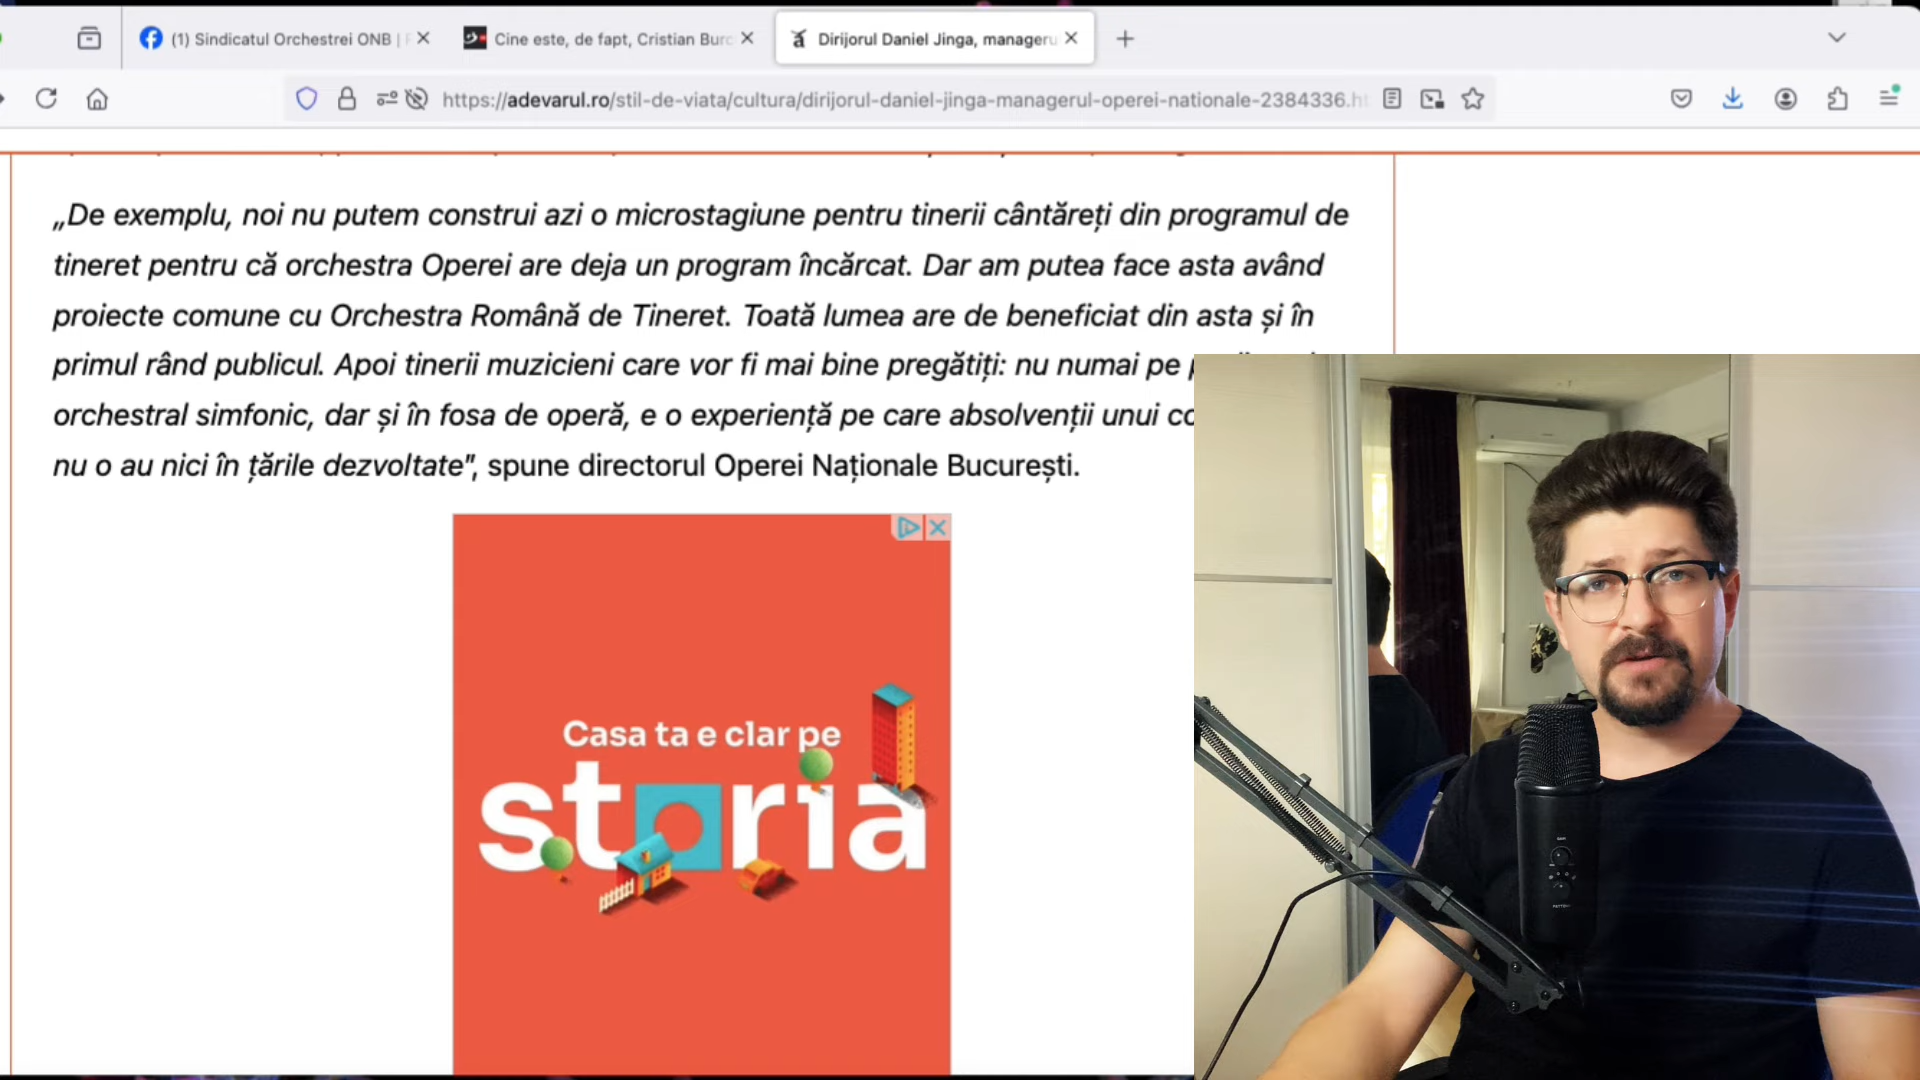 (1) Sindicatul Orchestrei ONB |
Cine este, de fapt, Cristian Burc
Dirijorul Daniel Jinga, manageru
https://adevarul.ro/stil-de-viata/cultura/dirijorul-daniel-jinga-managerul-operei-nationale-2384336.h
„De exemplu, noi nu putem construi azi o microstagiune pentru tinerii cântăreți din programul de
tineret pentru că orchestra Operei are deja un program încărcat. Dar am putea face asta având
proiecte comune cu Orchestra Română de Tineret. Toată lumea are de beneficiat din asta și în
primul rând publicul. Apoi tinerii muzicieni care vor fi mai bine pregătiți: nu numai pe
orchestral simfonic, dar și în fosa de operă, e o experiență pe care absolvenții unui co
nu o au nici în țările dezvoltate”, spune directorul Operei Naționale București.
Casa ta e clar pe
storia